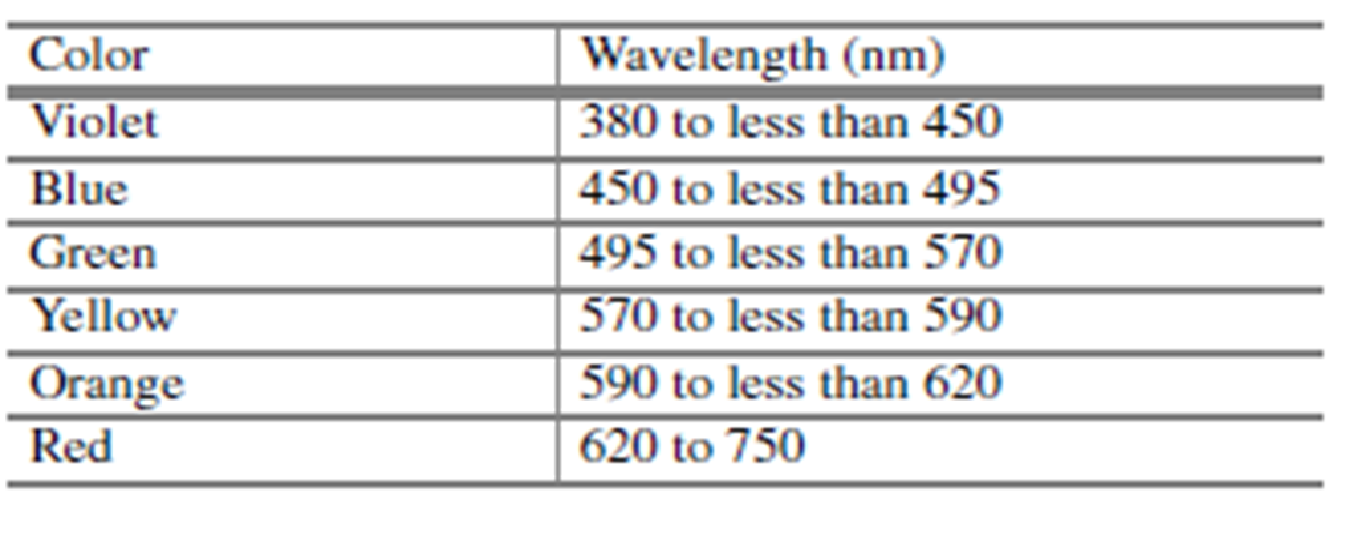 Color Wavelength (nm)
Violet 380 to less than 450
Blue 450 to less than 495
Green 495 to less than 570
Yellow 570 to less than 590
Orange 590 to less than 620
Red 620 to 750